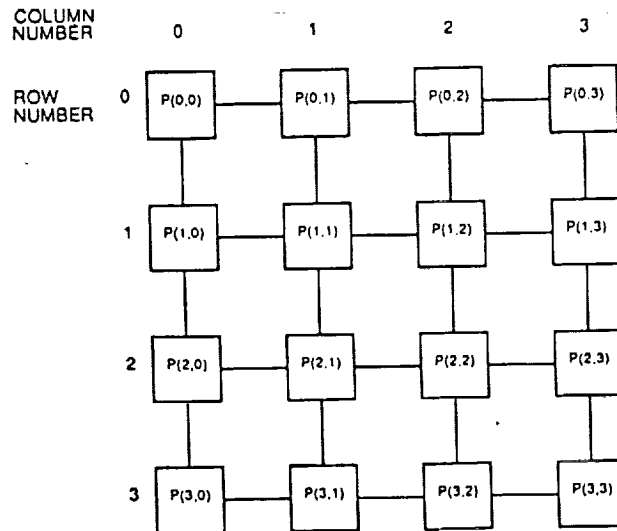 COLUMN
NUMBER 0 1 2 3
ROW
NUMBER
0 P(0,0) P(0,1) P(0,2) P(0,3)
1 P(1,0) P(1,1) P(1,2) P(1,3)
2 P(2,0) P(2,1) P(2,2) P(2,3)
3 P(3,0) P(3,1) P(3,2) P(3,3)